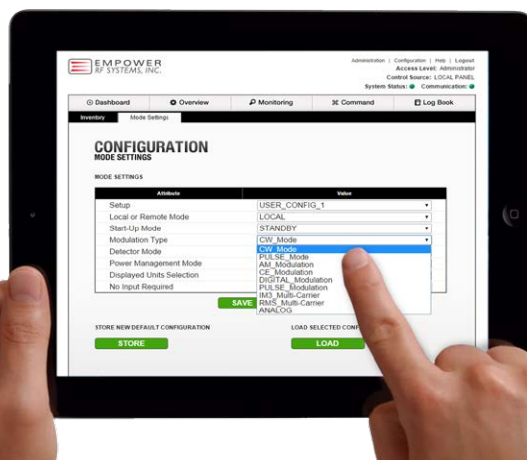 EMPOWER
RF SYSTEMS, INC.
Administration | Configuration | Help | Logout
Access Level: Administrator
Control Source: LOCAL PANEL
System Status: Communication:
Dashboard Overview Monitoring Command Log Book
Inventory Mode Settings
CONFIGURATION
MODE SETTINGS
MODE SETTINGS
Attribute Value
Setup USER_CONFIG_1
Local or Remote Mode LOCAL
Start-Up Mode STANDBY
Modulation Type CW_Mode
Detector Mode CW_Mode
PULSE_Mode
Power Management Mode AM_Modulation
CE_Modulation
Displayed Units Selection DIGITAL_Modulation
PULSE_Modulation
No Input Required IM3_Multi-Carrier
SAVE RMS_Multi-Carrier
ANALOG
STORE NEW DEFAULT CONFIGURATION LOAD SELECTED
STORE LOAD